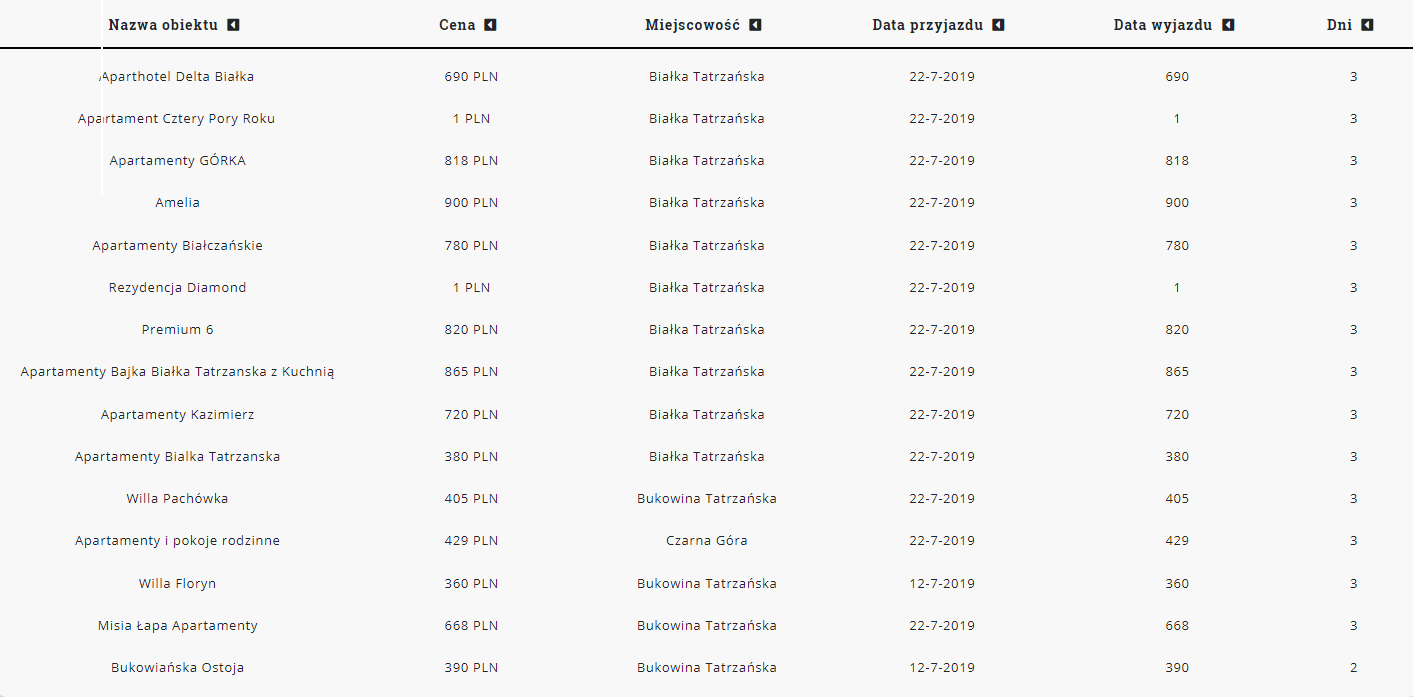 Nazwa obiektu Cena Miejscowość Data przyjazdu Data wyjazdu Dni
Aparthotel Delta Białka 690 PLN Białka Tatrzańska 22-7-2019 690 3
Apartament Cztery Pory Roku 1 PLN Białka Tatrzańska 22-7-2019 1 3
Apartamenty GÓRKA 818 PLN Białka Tatrzańska 22-7-2019 818 3
Amelia 900 PLN Białka Tatrzańska 22-7-2019 900 3
Apartamenty Białczańskie 780 PLN Białka Tatrzańska 22-7-2019 780 3
Rezydencja Diamond 1 PLN Białka Tatrzańska 22-7-2019 1 3
Premium 6 820 PLN Białka Tatrzańska 22-7-2019 820 3
Apartamenty Bajka Białka Tatrzanska z Kuchnią 865 PLN Białka Tatrzańska 22-7-2019 865 3
Apartamenty Kazimierz 720 PLN Białka Tatrzańska 22-7-2019 720 3
Apartamenty Bialka Tatrzanska 380 PLN Białka Tatrzańska 22-7-2019 380 3
Willa Pachówka 405 PLN Bukowina Tatrzańska 22-7-2019 405 3
Apartamenty i pokoje rodzinne 429 PLN Czarna Góra 22-7-2019 429 3
Willa Floryn 360 PLN Bukowina Tatrzańska 12-7-2019 360 3
Misia Łapa Apartamenty 668 PLN Bukowina Tatrzańska 22-7-2019 668 3
Bukowiańska Ostoja 390 PLN Bukowina Tatrzańska 12-7-2019 390 2